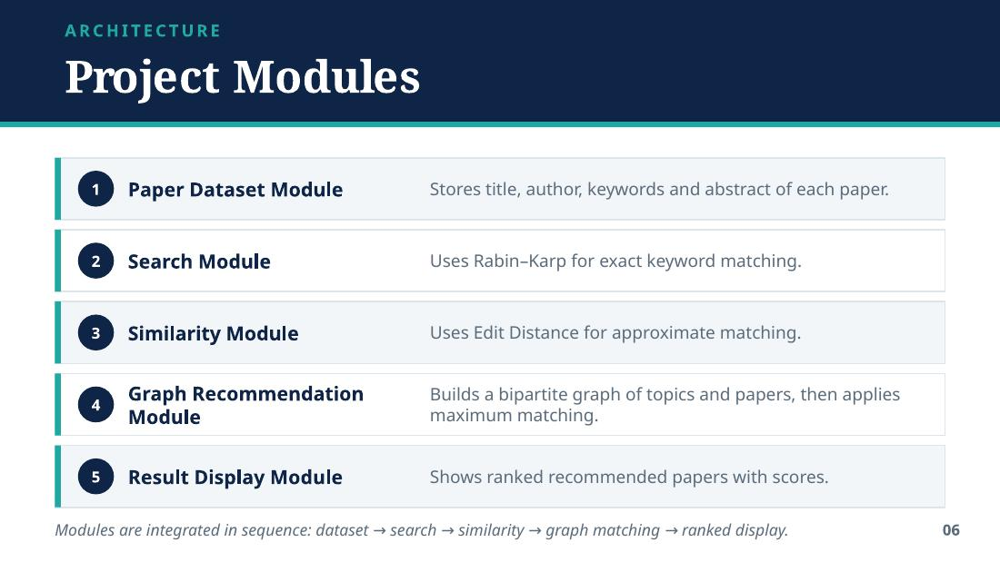 ARCHITECTURE
Project Modules
1 Paper Dataset Module Stores title, author, keywords and abstract of each paper.
2 Search Module Uses Rabin–Karp for exact keyword matching.
3 Similarity Module Uses Edit Distance for approximate matching.
4 Graph Recommendation
Module
Builds a bipartite graph of topics and papers, then applies
maximum matching.
5 Result Display Module Shows ranked recommended papers with scores.
Modules are integrated in sequence: dataset → search → similarity → graph matching → ranked display.
06